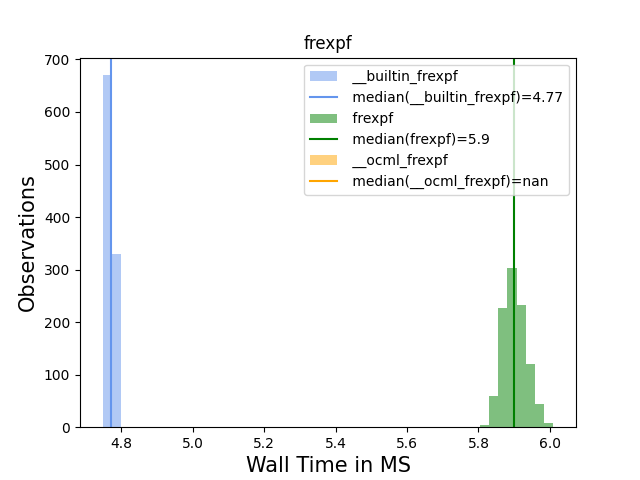 frexpf
700
600
500
400
300
200
100
0
Observations
__builtin_frexpf
median(__builtin_frexpf)=4.77
frexpf
median(frexpf)=5.9
__ocml_frexpf
median(__ocml_frexpf)=nan
4.8 5.0 5.2 5.4 5.6 5.8 6.0
Wall Time in MS